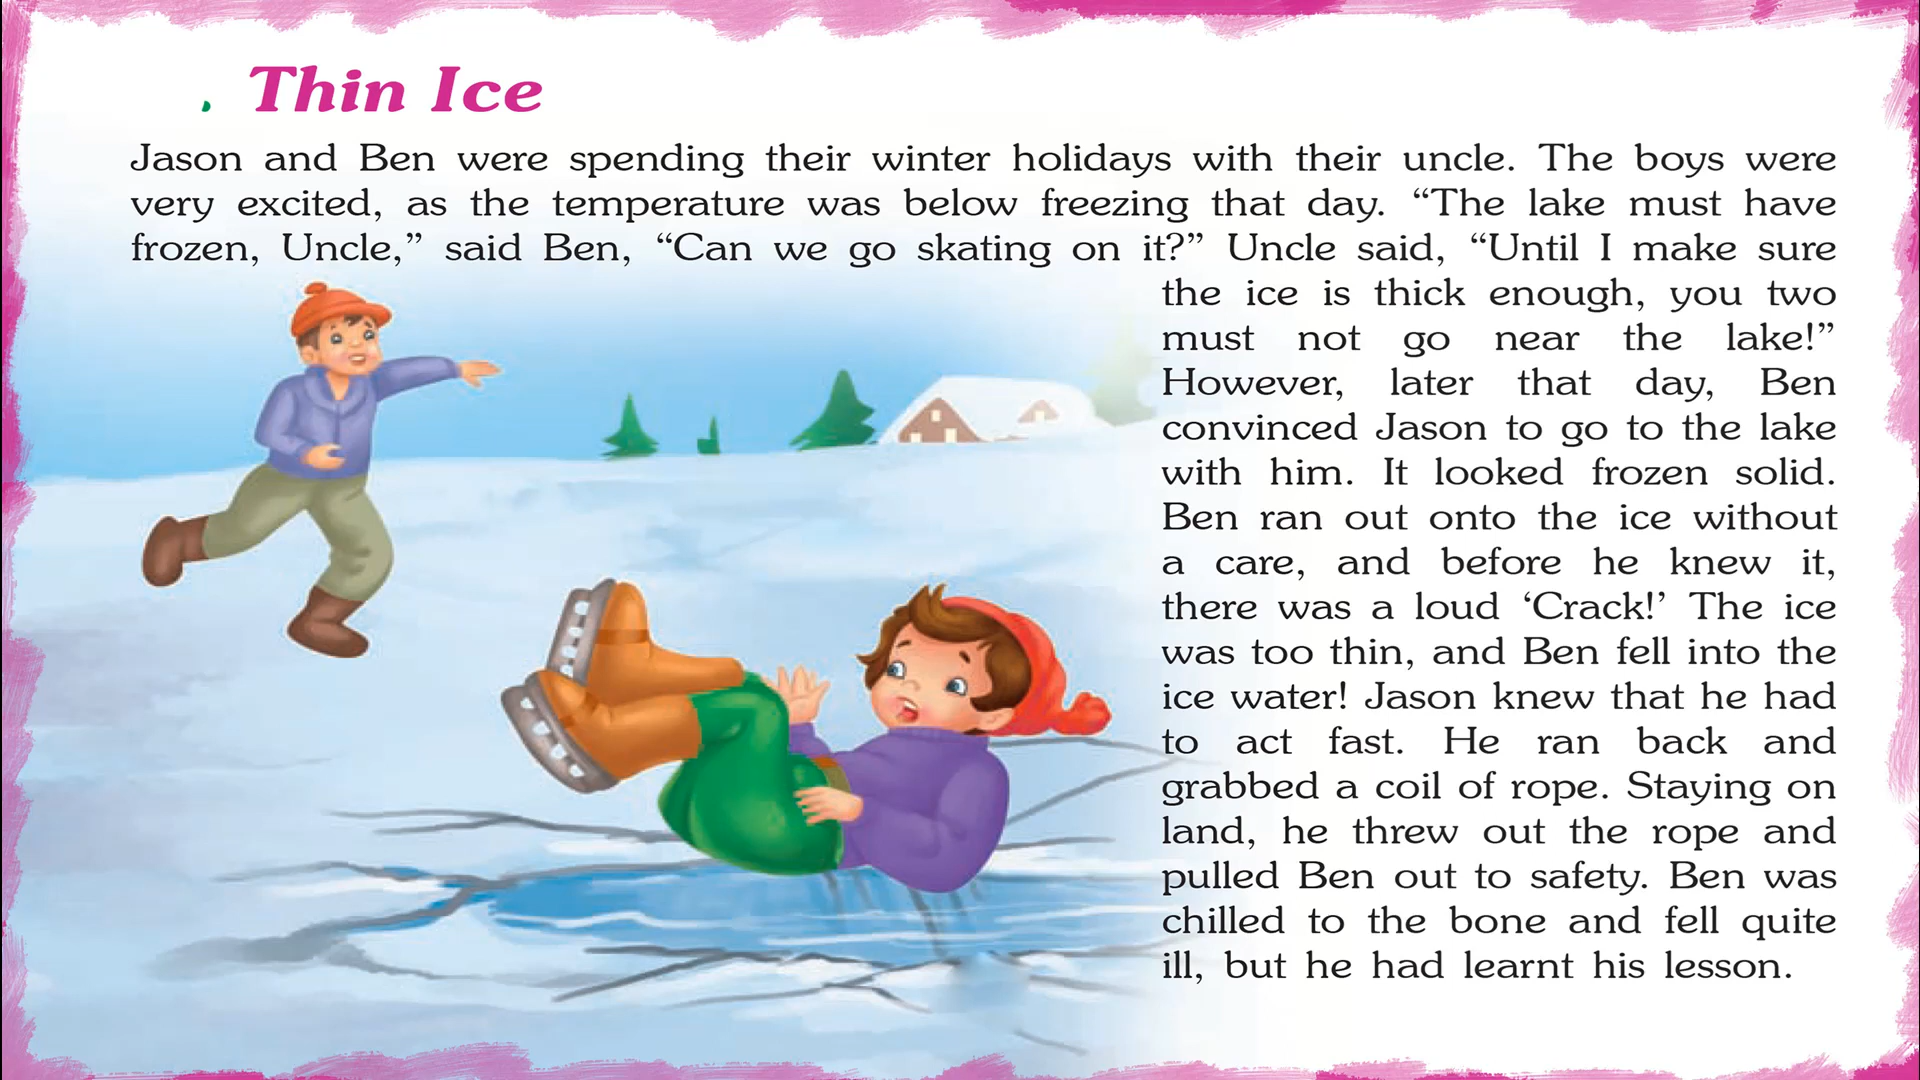 Thin Ice
Jason and Ben were spending their winter holidays with their uncle. The boys were
very excited, as the temperature was below freezing that day. “The lake must have
frozen, Uncle,” said Ben, “Can we go skating on it?” Uncle said, “Until I make sure
the ice is thick enough, you two
must not go near the lake!”
However, later that day, Ben
convinced Jason to go to the lake
with him. It looked frozen solid.
Ben ran out onto the ice without
a care, and before he knew it,
there was a loud ‘Crack!’ The ice
was too thin, and Ben fell into the
ice water! Jason knew that he had
to act fast. He ran back and
grabbed a coil of rope. Staying on
land, he threw out the rope and
pulled Ben out to safety. Ben was
chilled to the bone and fell quite
ill, but he had learnt his lesson.